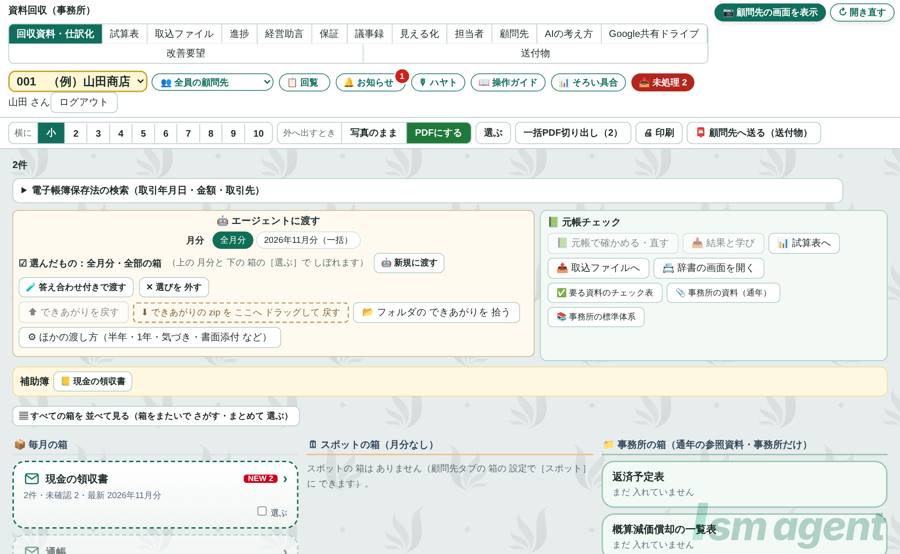 資料回収（事務所）
📷 顧問先の画面を表示
↻ 開き直す
回収資料・仕訳化 試算表 取込ファイル 進捗 経営助言 保証 議事録 見える化 担当者 顧問先 AIの考え方 Google共有ドライブ
改善要望 送付物
001 （例）山田商店
👥 全員の顧問先 📋 回覧 🔔 お知らせ 1 🎙 ハヤト 📖 操作ガイド 📊 そろい具合 📥 未処理 2
山田 さん ログアウト
横に 小 2 3 4 5 6 7 8 9 10 外へ出すとき 写真のまま PDFにする 選ぶ 一括PDF切り出し（2） 🖨 印刷 📮 顧問先へ送る（送付物）
2件
▶ 電子帳簿保存法の検索（取引年月日・金額・取引先）
🤖 エージェントに渡す
月分 全月分 2026年11月分（一括）
☑ 選んだもの：全月分・全部の箱 （上の 月分と 下の 箱の［選ぶ］で しぼれます） 🤖 新規に渡す
🧪 答え合わせ付きで渡す ✕ 選びを 外す
⬆ できあがりを戻す ⬇ できあがりの zip を ここへ ドラッグして 戻す 📂 フォルダの できあがりを 拾う
⚙ ほかの渡し方（半年・1年・気づき・書面添付 など）
📗 元帳チェック
📗 元帳で確かめる・直す 📥 結果と学び 📊 試算表へ
📤 取込ファイルへ 📇 辞書の画面を開く
✅ 要る資料のチェック表 📎 事務所の資料（通年）
📚 事務所の標準体系
補助簿 📒 現金の領収書
▤ すべての箱を 並べて見る（箱をまたいで さがす・まとめて 選ぶ）
📦 毎月の箱
現金の領収書 NEW 2 ›
2件・未確認 2・最新 2026年11月分
選ぶ
通帳
🗓 スポットの箱（月分なし）
スポットの 箱は ありません（顧問先タブの 箱の 設定で［スポット］
に できます）。
📁 事務所の箱（通年の参照資料・事務所だけ）
返済予定表
まだ 入れていません
概算減価償却の一覧表
まだ 入れていません
Ism agent